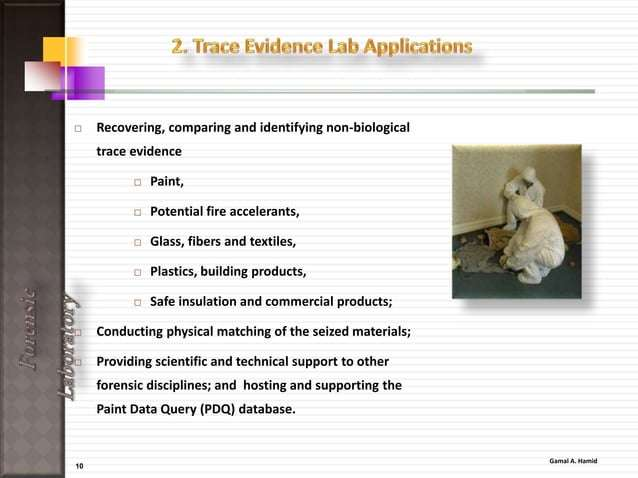 2. Trace Evidence Lab Applications
□ Recovering, comparing and identifying non-biological
trace evidence
□ Paint,
□ Potential fire accelerants,
□ Glass, fibers and textiles,
□ Plastics, building products,
□ Safe insulation and commercial products;
□ Conducting physical matching of the seized materials;
□ Providing scientific and technical support to other
forensic disciplines; and hosting and supporting the
Paint Data Query (PDQ) database.
Forensic
Laboratory
10
Gamal A. Hamid